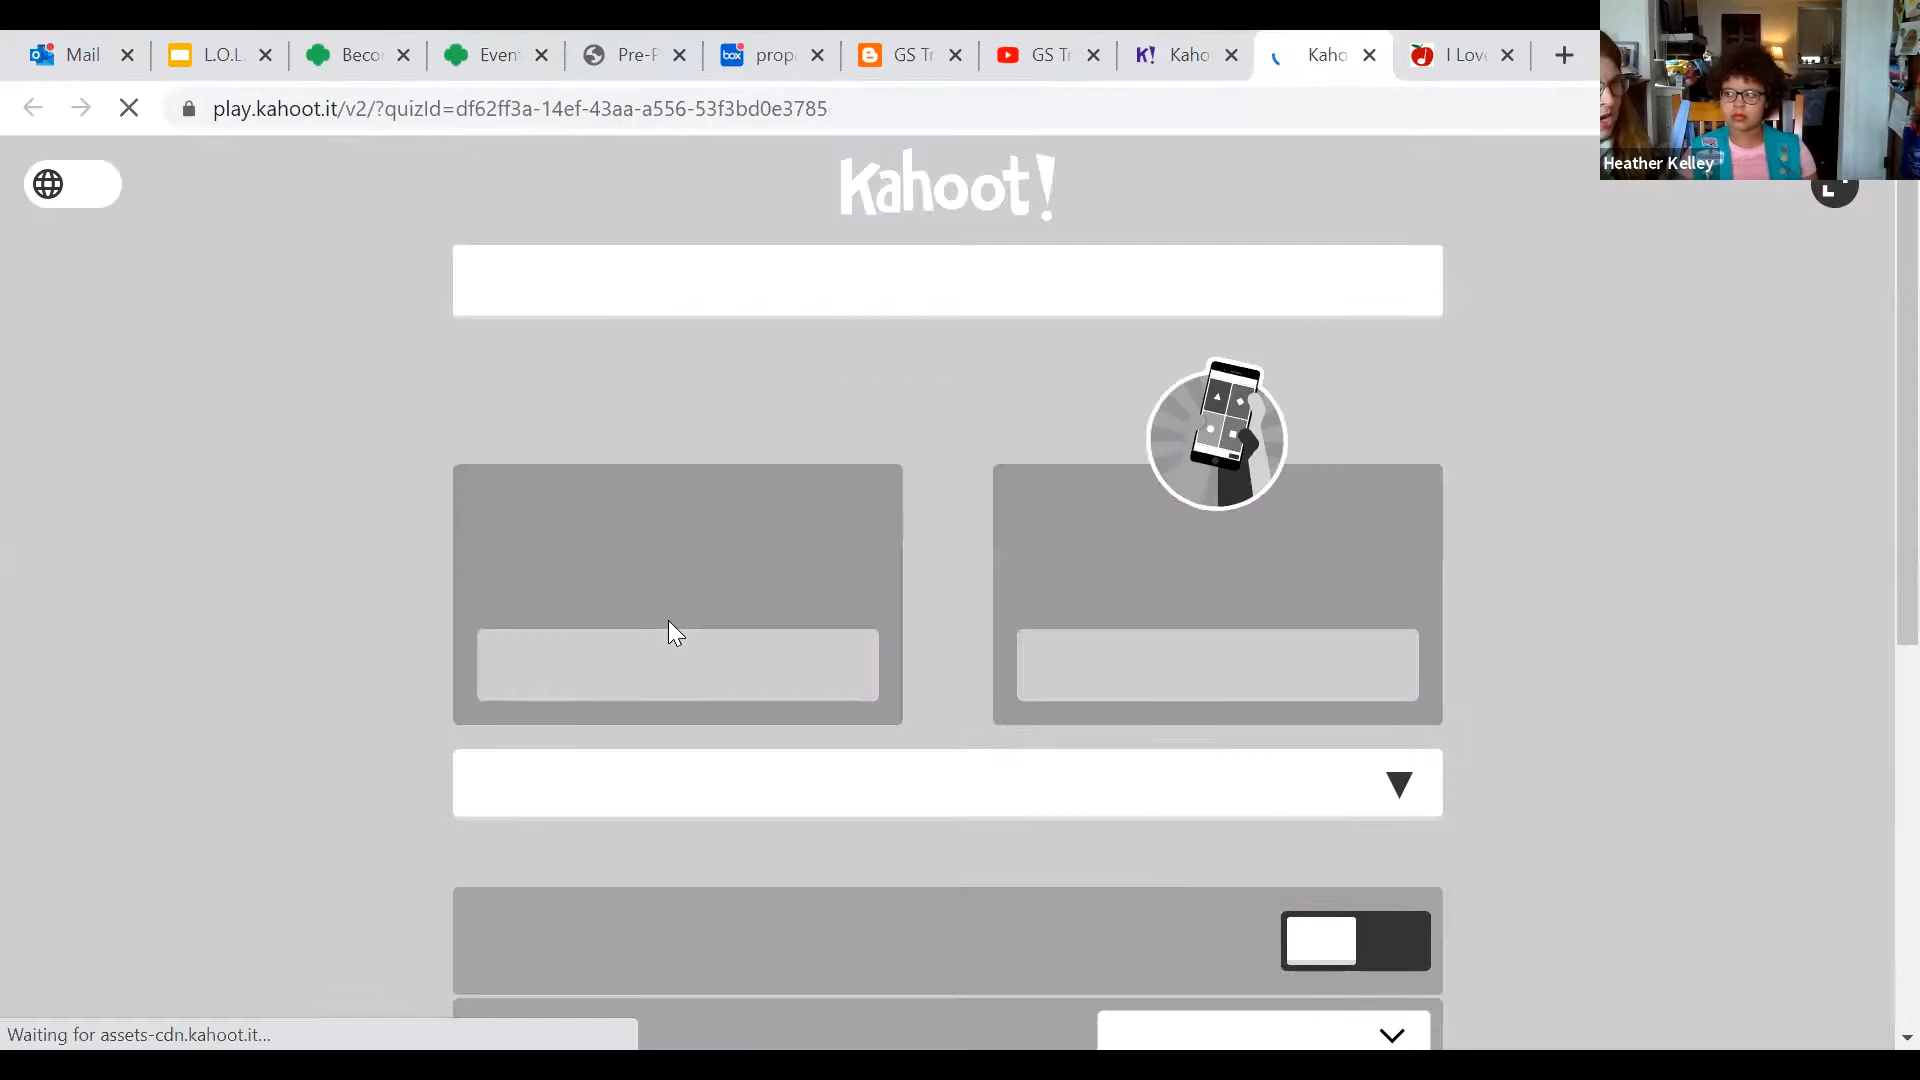 Mail
L.O.L
Beco
Even
Pre-P
box
prop
GS Tr
GS Tr
K!
Kaho
Kaho
I Lov
play.kahoot.it/v2/?quizId=df62ff3a-14ef-43aa-a556-53f3bd0e3785
Heather Kelley
Kahoot!
Waiting for assets-cdn.kahoot.it...